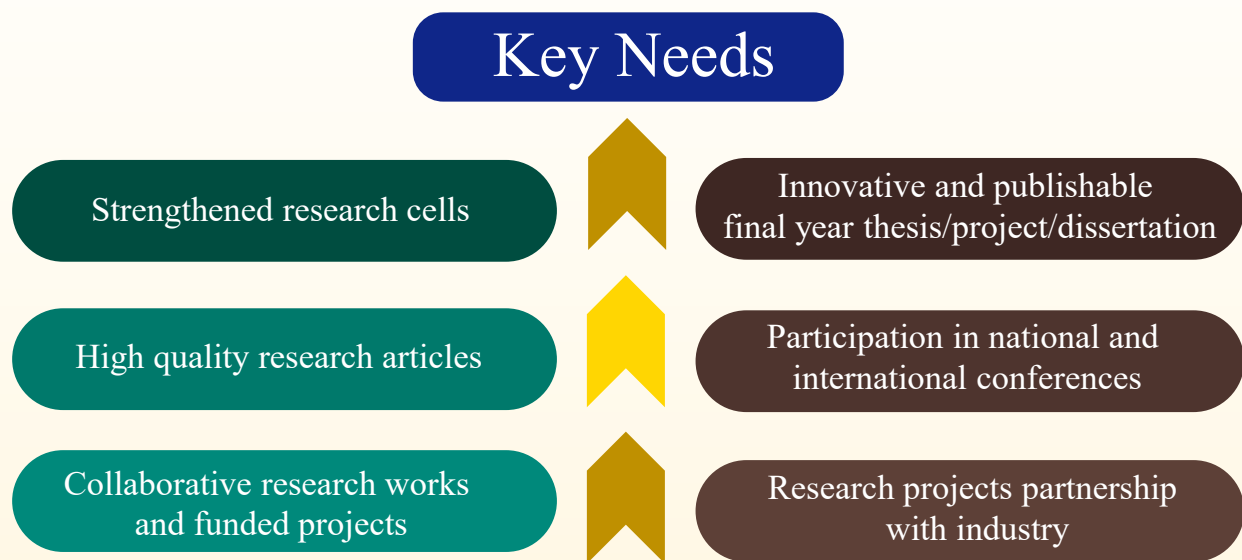 Key Needs
Strengthened research cells
Innovative and publishable
final year thesis/project/dissertation
High quality research articles
Participation in national and
international conferences
Collaborative research works
and funded projects
Research projects partnership
with industry